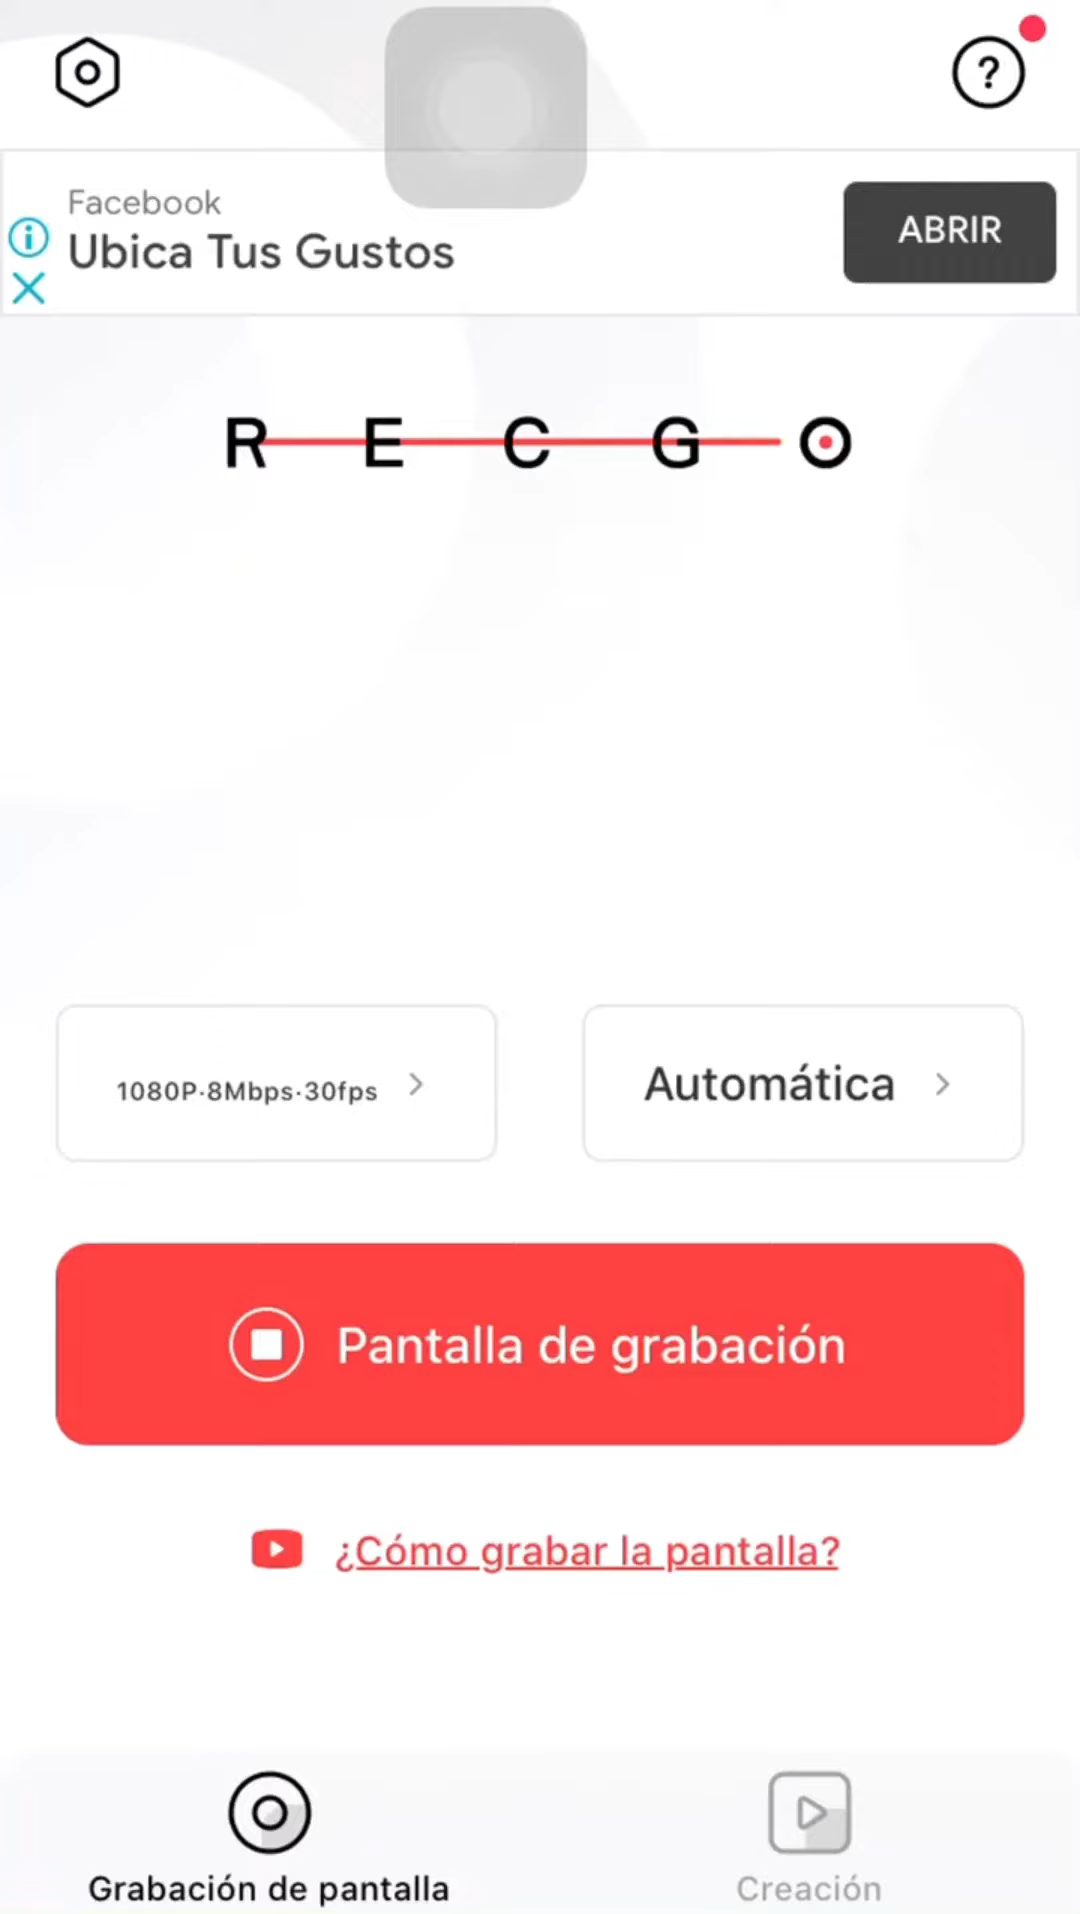 ?
Facebook
Ubica Tus Gustos
ABRIR
R E C G O
1080P·8Mbps·30fps
Automática
Pantalla de grabación
¿Cómo grabar la pantalla?
Grabación de pantalla
Creación